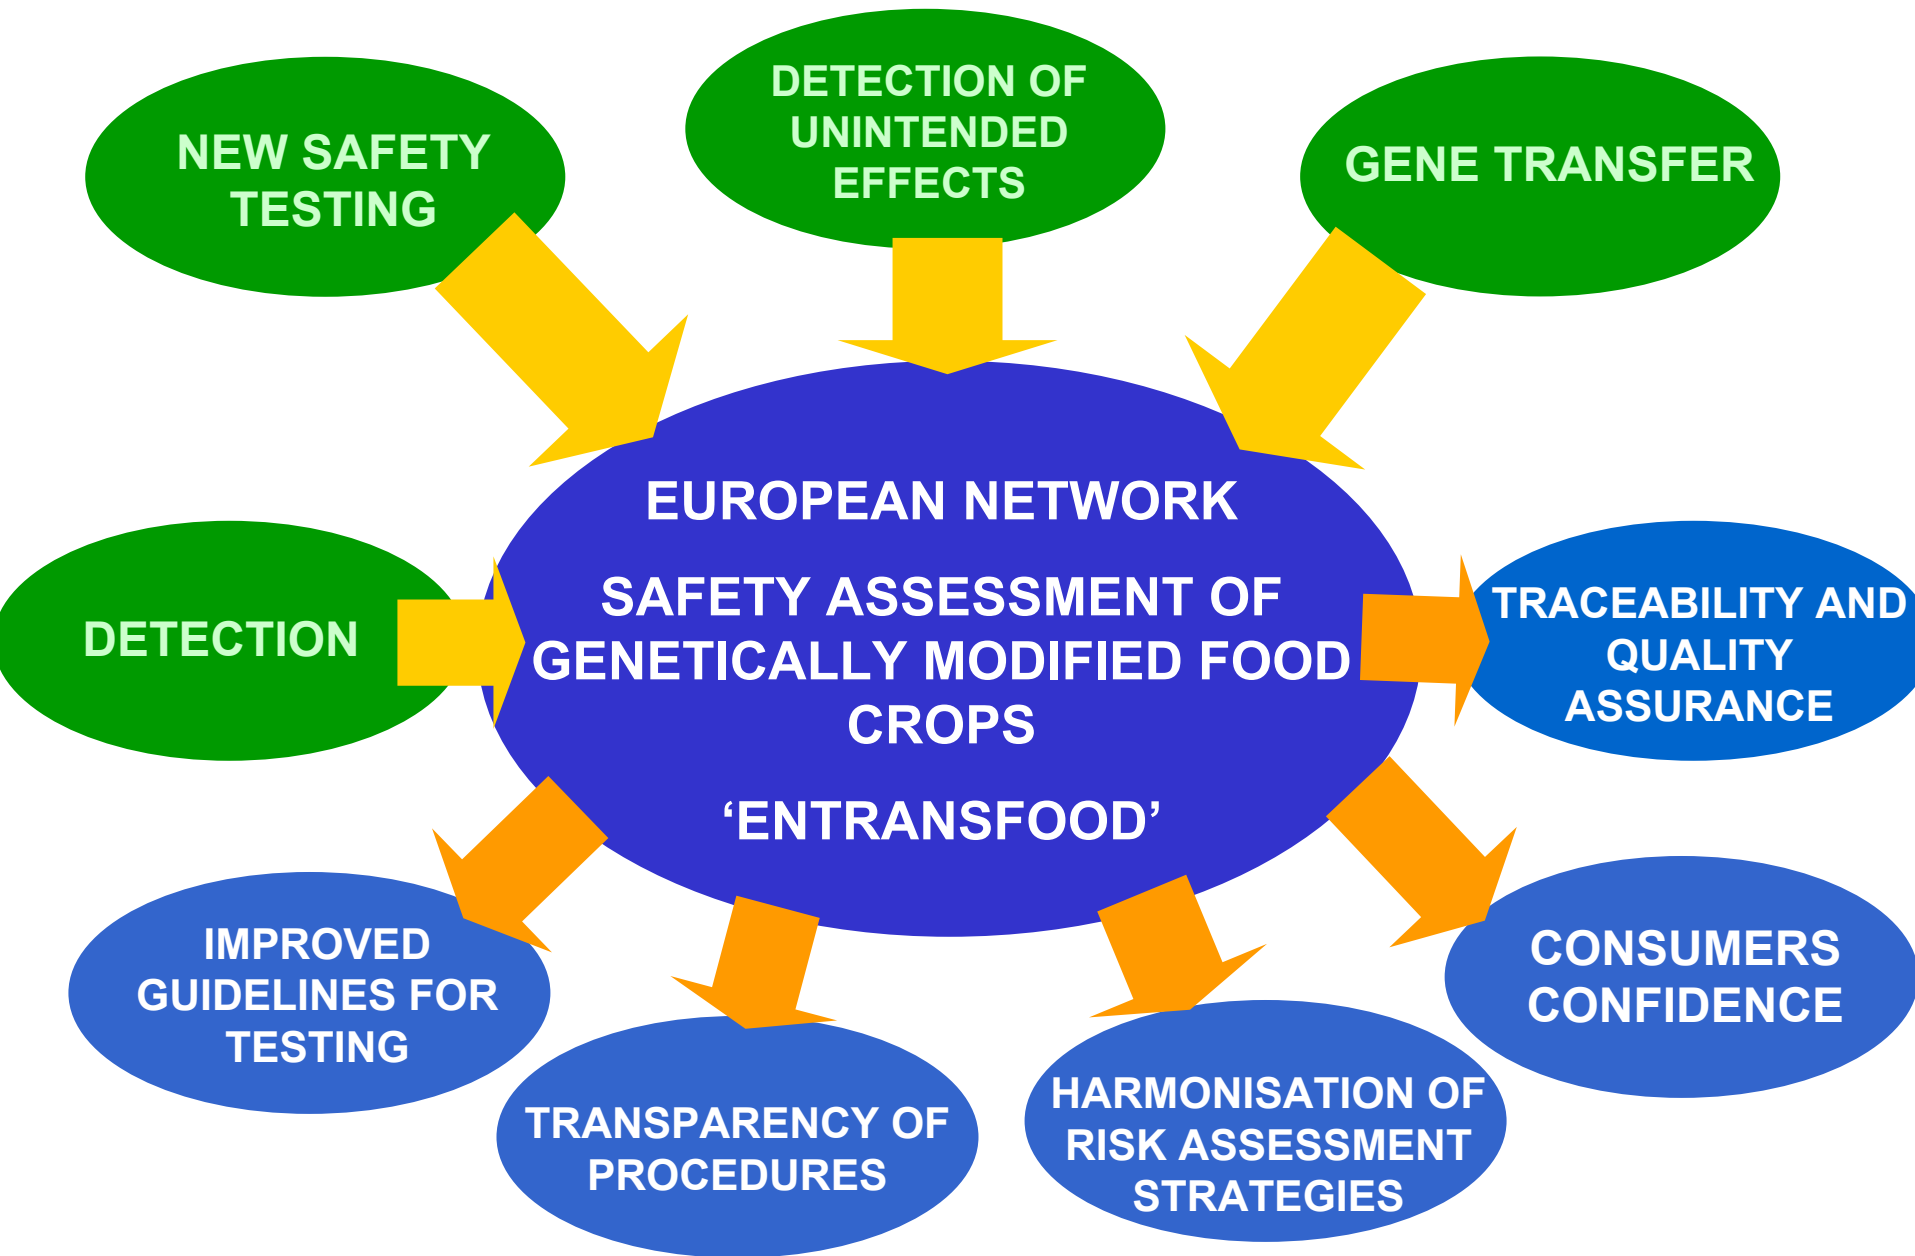 DETECTION OF
UNINTENDED
EFFECTS
NEW SAFETY
TESTING
GENE TRANSFER
EUROPEAN NETWORK
SAFETY ASSESSMENT OF
GENETICALLY MODIFIED FOOD
CROPS
‘ENTRANSFOOD’
DETECTION
TRACEABILITY AND
QUALITY
ASSURANCE
IMPROVED
GUIDELINES FOR
TESTING
TRANSPARENCY OF
PROCEDURES
HARMONISATION OF
RISK ASSESSMENT
STRATEGIES
CONSUMERS
CONFIDENCE